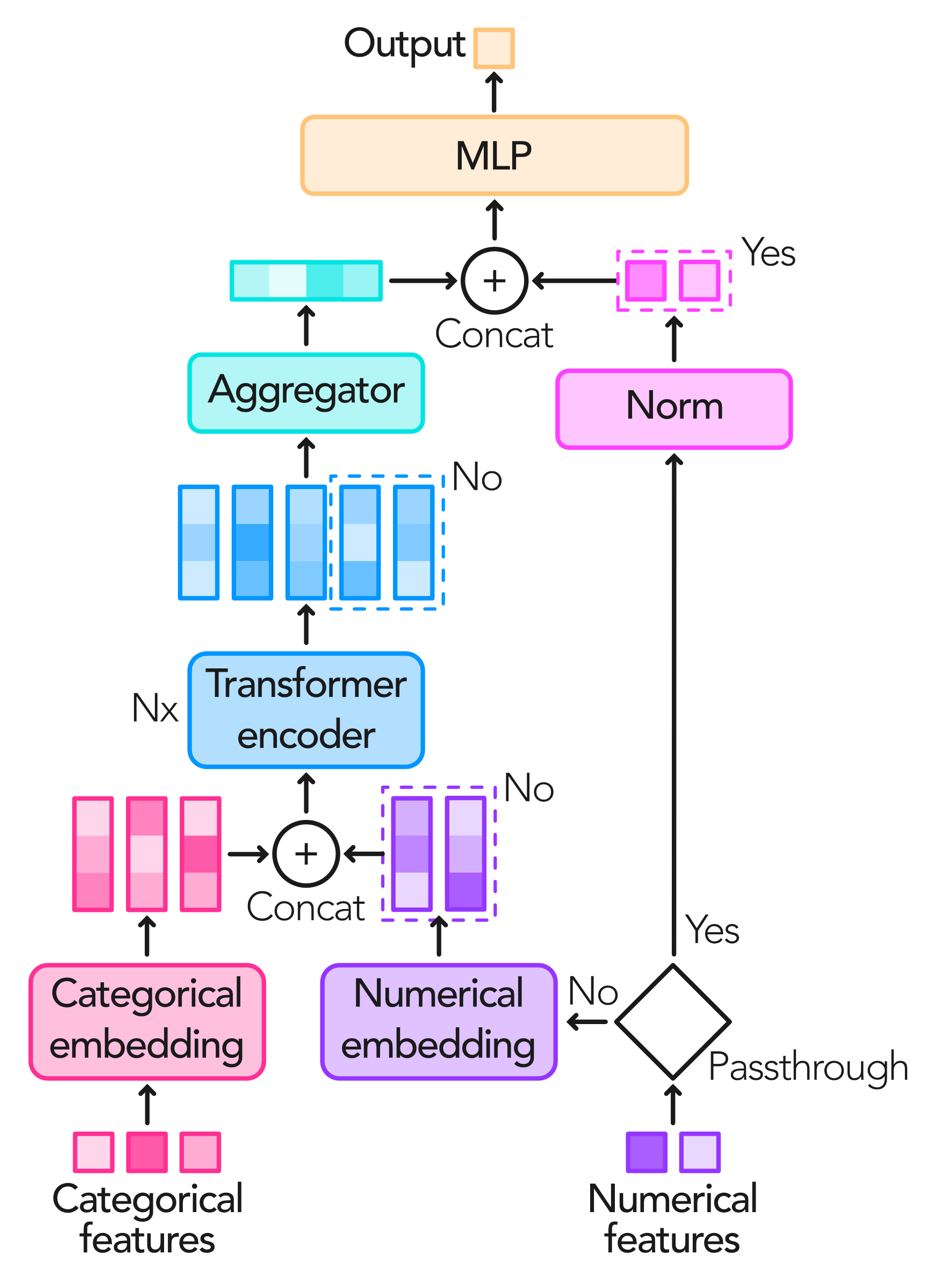 Output
MLP
Yes
+
Concat
Aggregator
Norm
No
Transformer
encoder
Nx
No
+
Concat
Yes
Categorical
embedding
Numerical
embedding
No
Passthrough
Categorical
features
Numerical
features